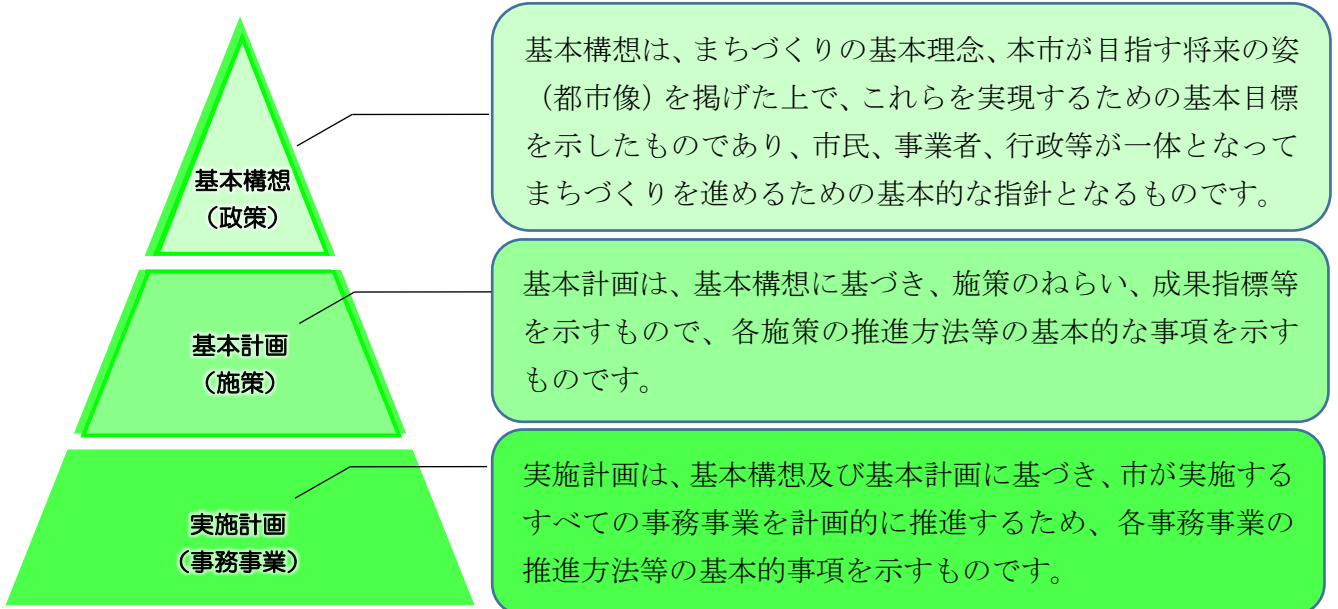 基本構想
（政策）
基本構想は、まちづくりの基本理念、本市が目指す将来の姿
（都市像）を掲げた上で、これらを実現するための基本目標
を示したものであり、市民、事業者、行政等が一体となって
まちづくりを進めるための基本的な指針となるものです。
基本計画
（施策）
基本計画は、基本構想に基づき、施策のねらい、成果指標等
を示すもので、各施策の推進方法等の基本的な事項を示す
ものです。
実施計画
（事務事業）
実施計画は、基本構想及び基本計画に基づき、市が実施する
すべての事務事業を計画的に推進するため、各事務事業の
推進方法等の基本的事項を示すものです。